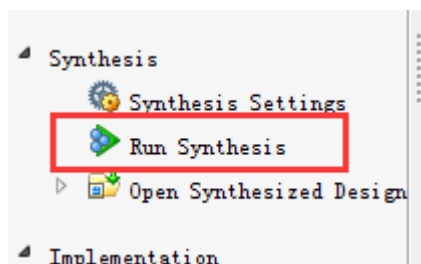 Synthesis
Synthesis Settings
Run Synthesis
Open Synthesized Design
Implementation